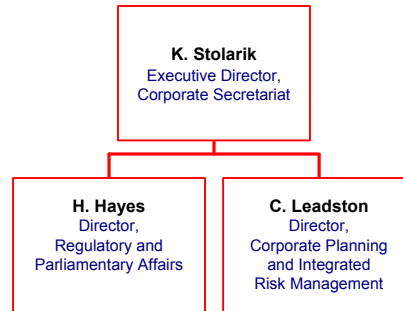 K. Stolarik
Executive Director,
Corporate Secretariat
H. Hayes
Director,
Regulatory and
Parliamentary Affairs
C. Leadston
Director,
Corporate Planning
and Integrated
Risk Management